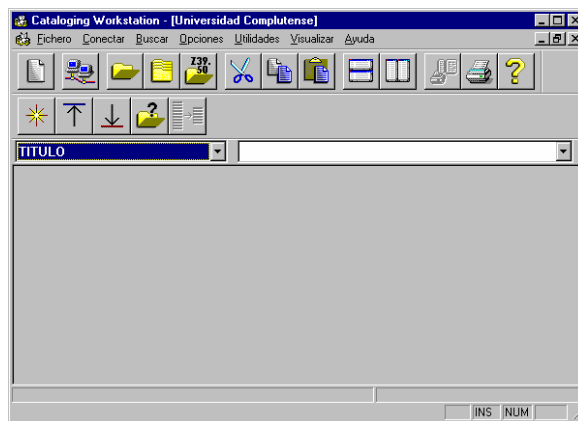 Cataloging Workstation - [Universidad Complutense]
Fichero Conectar Buscar Opciones Utilidades Visualizar Ayuda
Z39.
50
?
?
TITULO
INS NUM